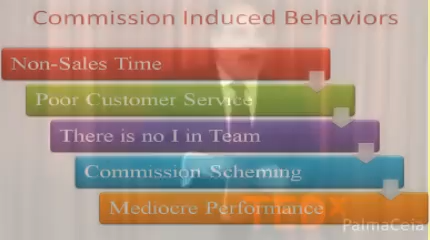 Commission Induced Behaviors
Non-Sales Time
Poor Customer Service
There is no I in Team
Commission Scheming
Mediocre Performance
TEDx
PalmaCeia